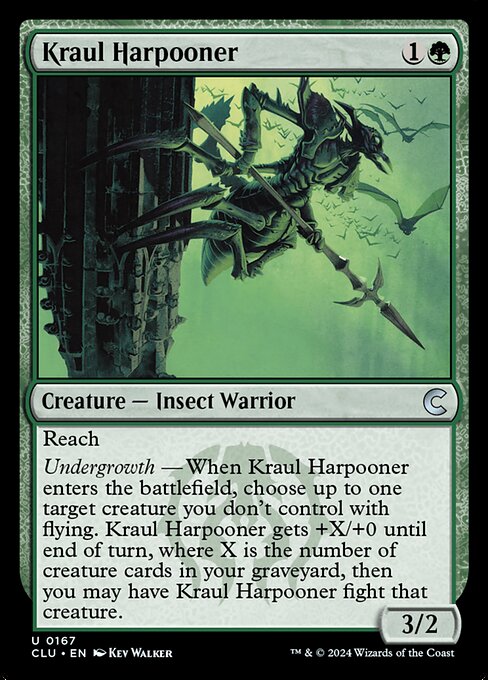 Kraul Harpooner 1
Creature — Insect Warrior
Reach
Undergrowth — When Kraul Harpooner
enters the battlefield, choose up to one
target creature you don't control with
flying. Kraul Harpooner gets +X/+0 until
end of turn, where X is the number of
creature cards in your graveyard, then
you may have Kraul Harpooner fight that
creature.
3/2
U 0167
CLU • EN Kev Walker
™ & © 2024 Wizards of the Coast